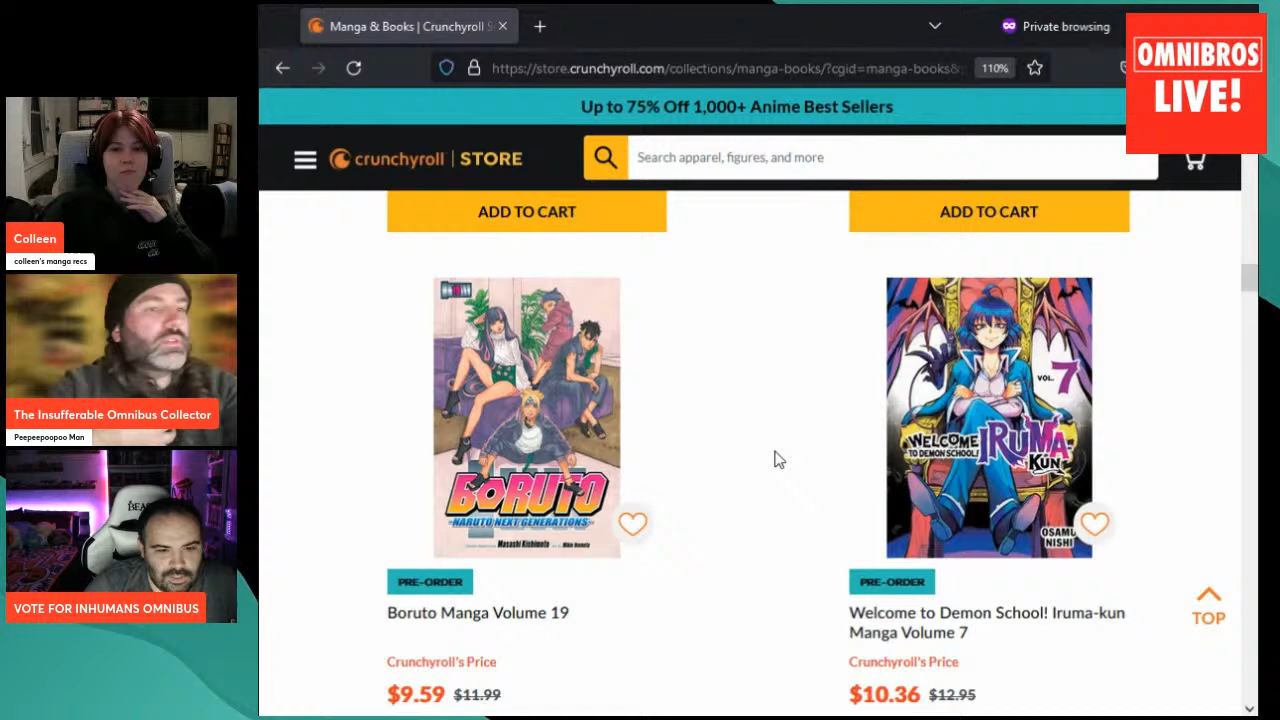 Manga & Books | Crunchyroll S
Private browsing
https://store.crunchyroll.com/collections/manga-books/?cgid=manga-books&
110%
OMNIBROS
LIVE!
Up to 75% Off 1,000+ Anime Best Sellers
crunchyroll | STORE
Search apparel, figures, and more
ADD TO CART
ADD TO CART
Colleen
colleen's manga recs
The Insufferable Omnibus Collector
Peepeepoopoo Man
VOTE FOR INHUMANS OMNIBUS
BORUTO
NARUTO NEXT GENERATIONS
Masashi Kishimoto
VOL. 7
WELCOME
TO DEMON SCHOOL!
IRUMA-
KUN
OSAMU
NISHI
PRE-ORDER
Boruto Manga Volume 19
Crunchyroll's Price
$9.59 $11.99
PRE-ORDER
Welcome to Demon School! Iruma-kun
Manga Volume 7
Crunchyroll's Price
$10.36 $12.95
TOP